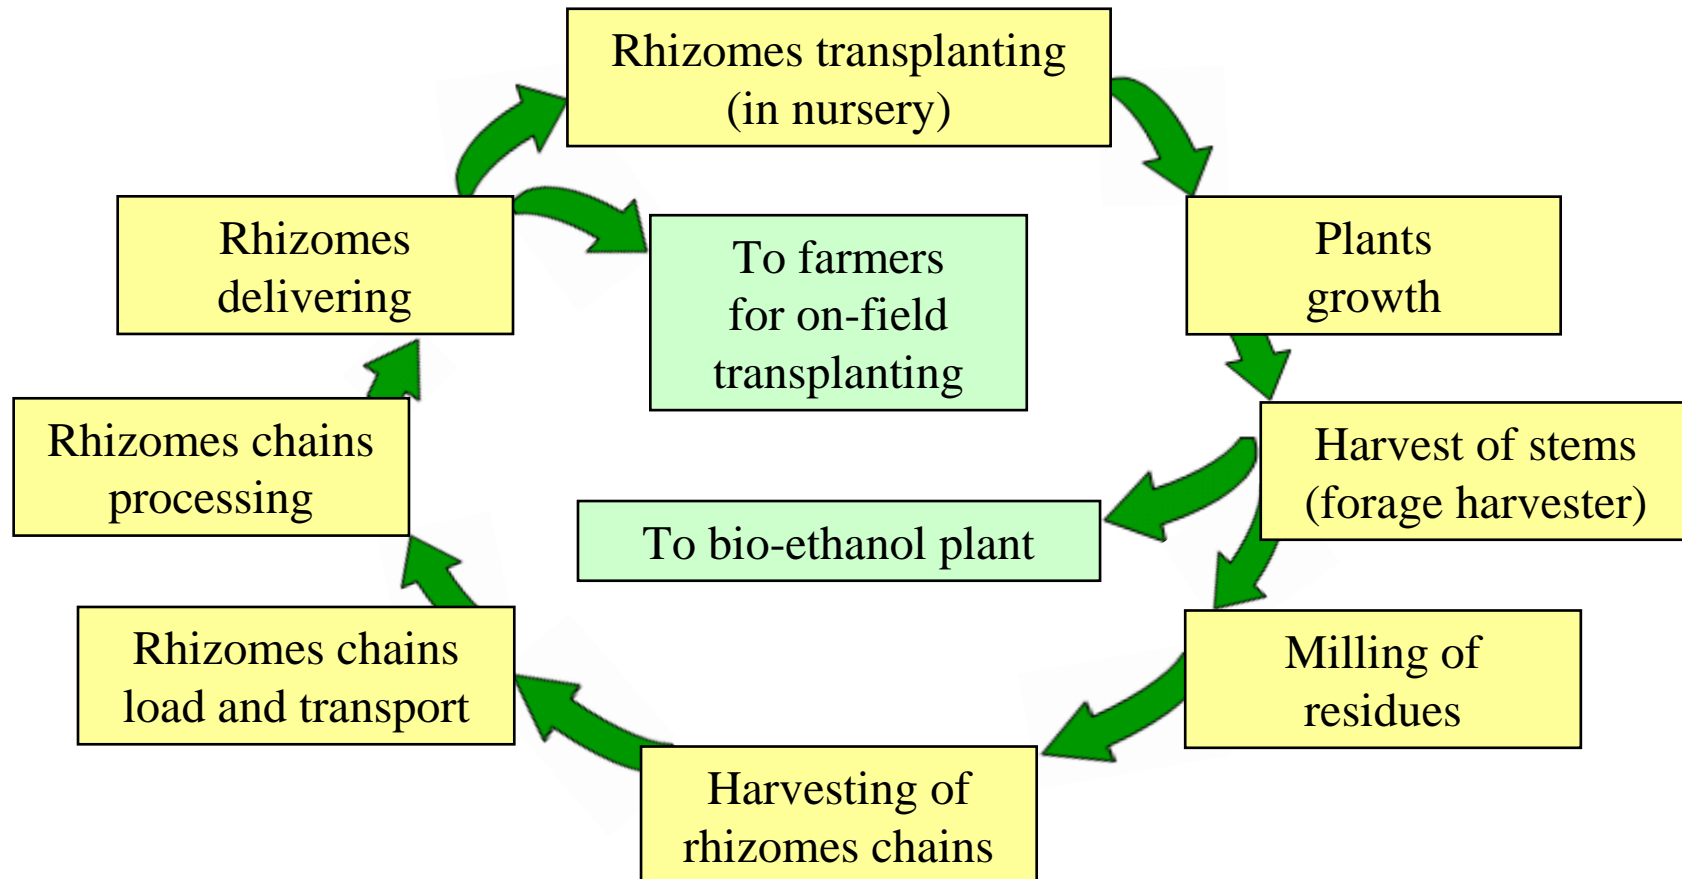 Rhizomes transplanting
(in nursery)
Rhizomes
delivering
To farmers
for on-field
transplanting
Plants
growth
Rhizomes chains
processing
Harvest of stems
(forage harvester)
To bio-ethanol plant
Rhizomes chains
load and transport
Milling of
residues
Harvesting of
rhizomes chains